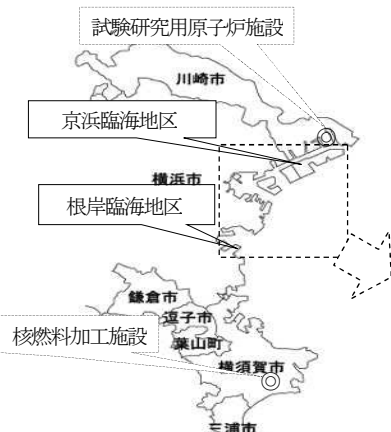 試験研究用原子炉施設
川崎市
京浜臨海地区
横浜市
根岸臨海地区
鎌倉市
逗子市
葉山町
核燃料加工施設
横須賀市
三浦市